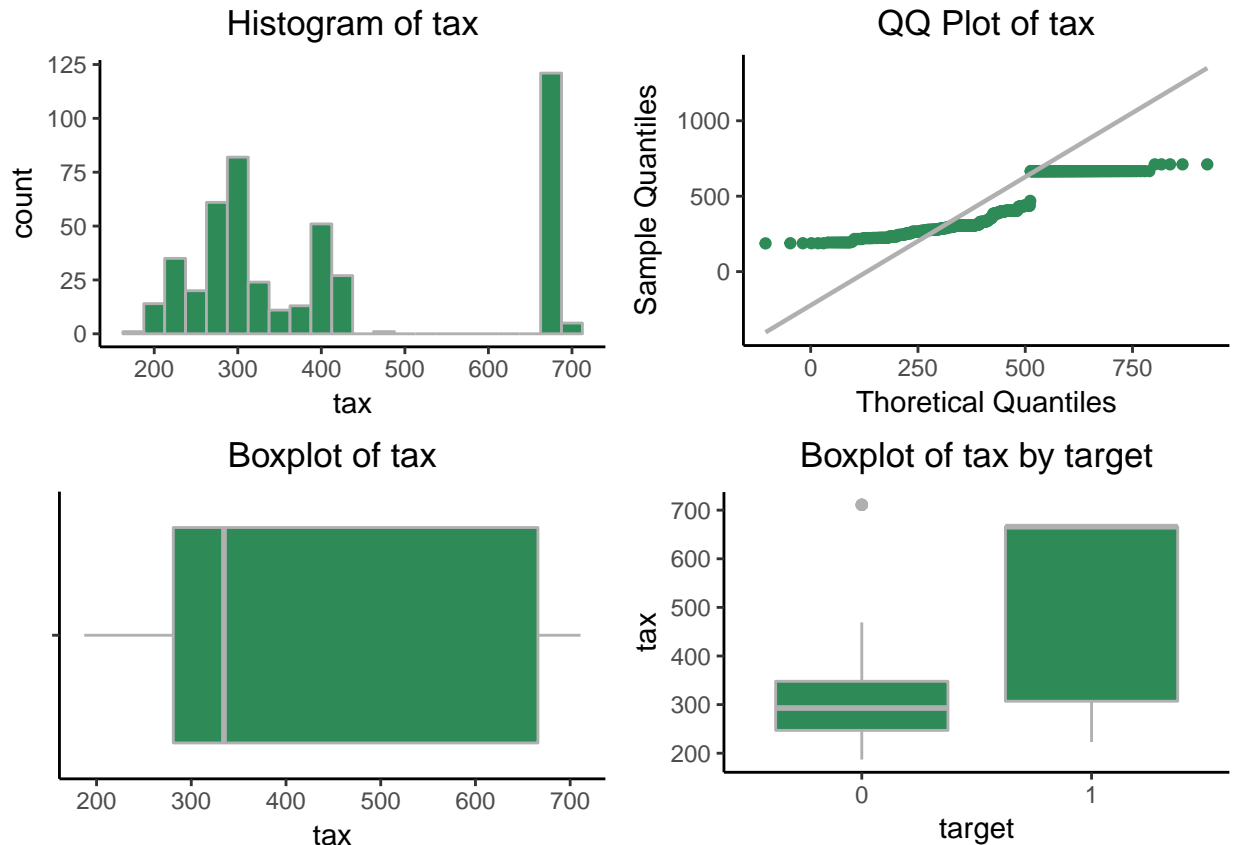 Histogram of tax
count
125
100
75
50
25
0
200 300 400 500 600 700
tax
QQ Plot of tax
Sample Quantiles
1000
500
0
0 250 500 750
Thoretical Quantiles
Boxplot of tax
200 300 400 500 600 700
tax
Boxplot of tax by target
tax
700
600
500
400
300
200
0 1
target